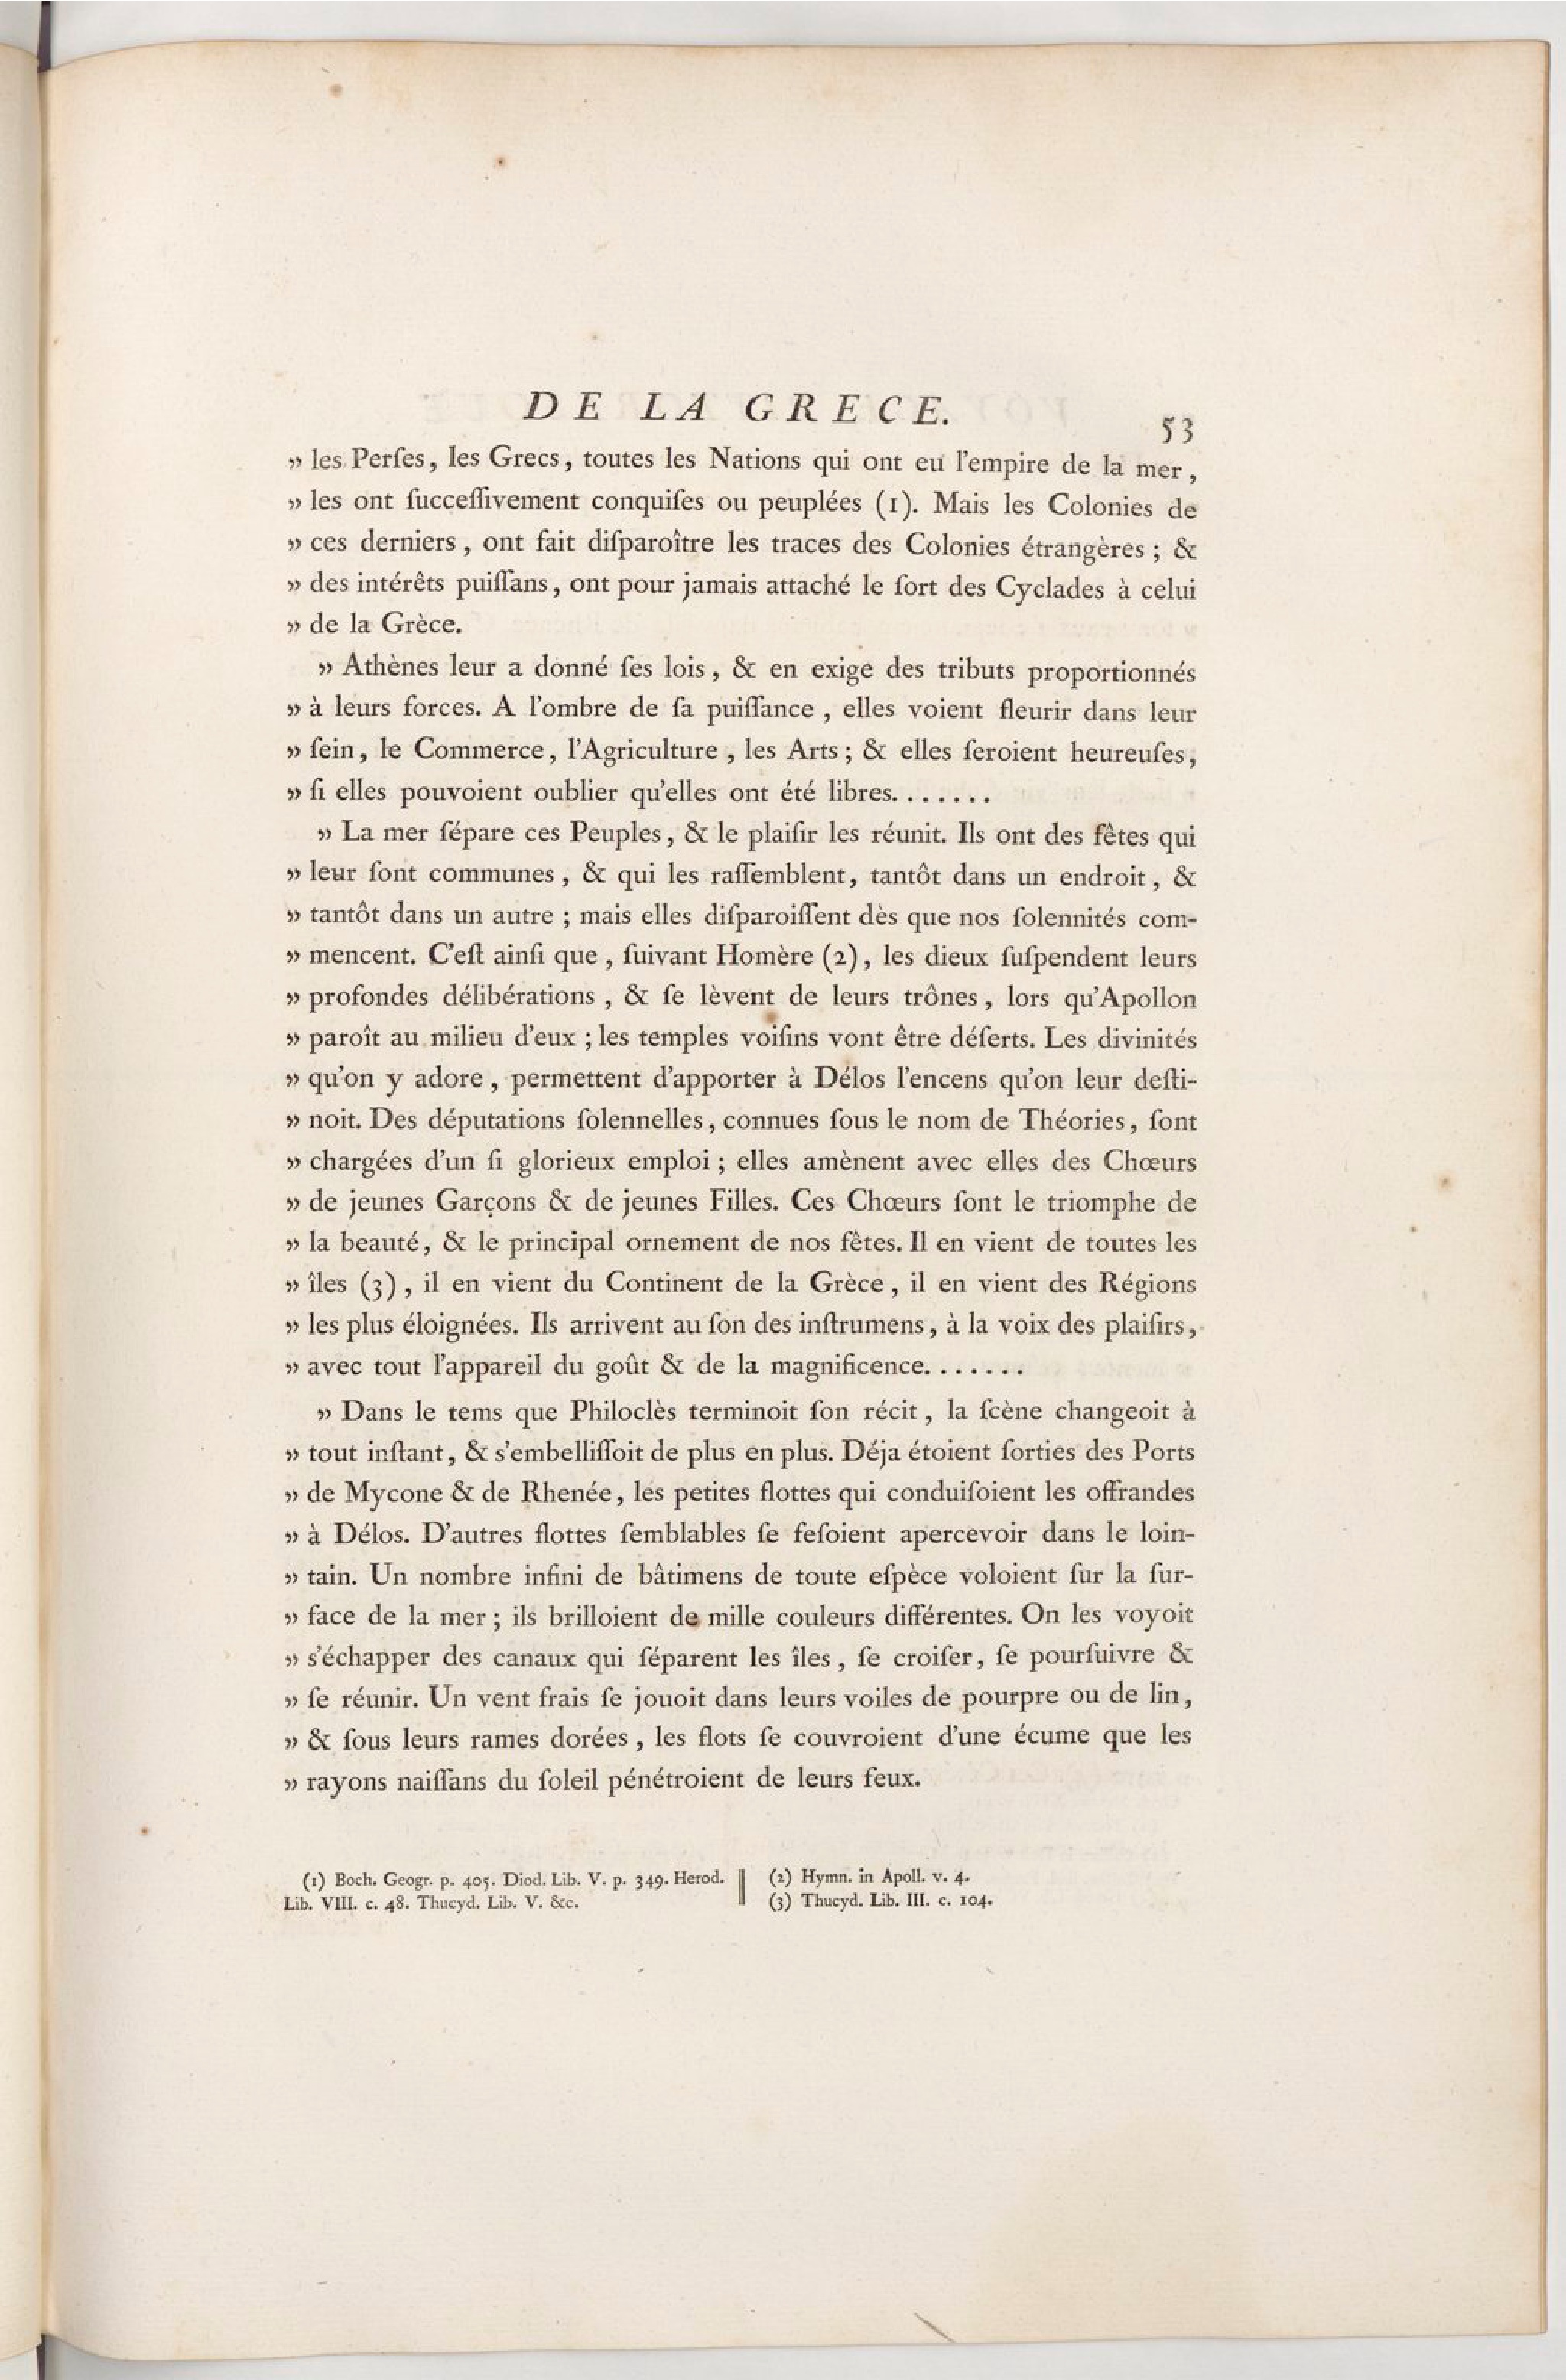 DE LA GRECE.
53
» les Perſes, les Grecs, toutes les Nations qui ont eu l'empire de la mer,
» les ont ſucceſſivement conquiſes ou peuplées (1). Mais les Colonies de
» ces derniers, ont fait diſparoître les traces des Colonies étrangères ; &
» des intérêts puiſſans, ont pour jamais attaché le ſort des Cyclades à celui
» de la Grèce.
» Athènes leur a donné ſes lois, & en exige des tributs proportionnés
» à leurs forces. A l'ombre de ſa puiſſance, elles voient fleurir dans leur
» ſein, le Commerce, l'Agriculture, les Arts ; & elles ſeroient heureuſes,
» ſi elles pouvoient oublier qu'elles ont été libres.......
» La mer ſépare ces Peuples, & le plaiſir les réunit. Ils ont des fêtes qui
» leur ſont communes, & qui les raſſemblent, tantôt dans un endroit, &
» tantôt dans un autre ; mais elles diſparoiſſent dès que nos ſolennités com-
» mencent. C'eſt ainſi que, ſuivant Homère (2), les dieux ſuſpendent leurs
» profondes délibérations, & ſe lèvent de leurs trônes, lors qu'Apollon
» paroît au milieu d'eux ; les temples voiſins vont être déſerts. Les divinités
» qu'on y adore, permettent d'apporter à Délos l'encens qu'on leur deſti-
» noit. Des députations ſolennelles, connues ſous le nom de Théories, ſont
» chargées d'un ſi glorieux emploi ; elles amènent avec elles des Chœurs
» de jeunes Garçons & de jeunes Filles. Ces Chœurs ſont le triomphe de
» la beauté, & le principal ornement de nos fêtes. Il en vient de toutes les
» îles (3), il en vient du Continent de la Grèce, il en vient des Régions
» les plus éloignées. Ils arrivent au ſon des inſtrumens, à la voix des plaiſirs,
» avec tout l'appareil du goût & de la magnificence.......
» Dans le tems que Philoclès terminoit ſon récit, la ſcène changeoit à
» tout inſtant, & s'embelliſſoit de plus en plus. Déja étoient ſorties des Ports
» de Mycone & de Rhenée, les petites flottes qui conduiſoient les offrandes
» à Délos. D'autres flottes ſemblables ſe feſoient apercevoir dans le loin-
» tain. Un nombre infini de bâtimens de toute eſpèce voloient ſur la ſur-
» face de la mer ; ils brilloient de mille couleurs différentes. On les voyoit
» s'échapper des canaux qui ſéparent les îles, ſe croiſer, ſe pourſuivre &
» ſe réunir. Un vent frais ſe jouoit dans leurs voiles de pourpre ou de lin,
» & ſous leurs rames dorées, les flots ſe couvroient d'une écume que les
» rayons naiſſans du ſoleil pénétroient de leurs feux.
(1) Boch. Geogr. p. 405. Diod. Lib. V. p. 349. Herod.
Lib. VIII. c. 48. Thucyd. Lib. V. &c.
(2) Hymn. in Apoll. v. 4.
(3) Thucyd. Lib. III. c. 104.